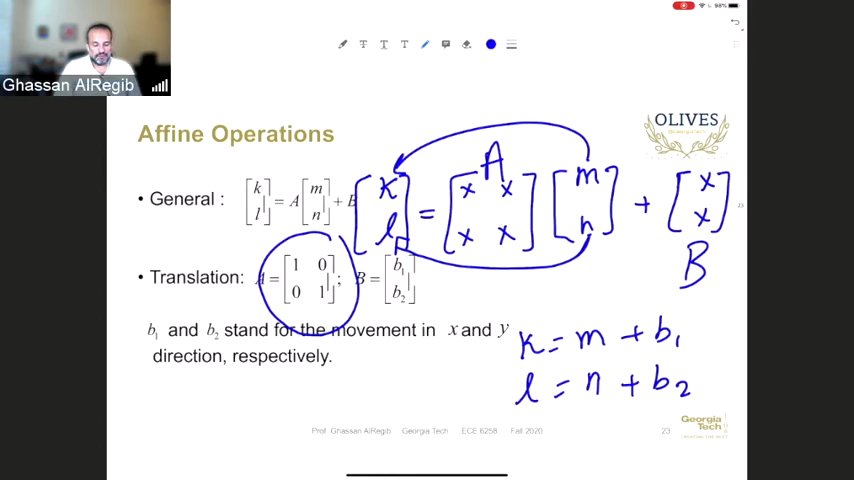 98%
Ghassan AlRegib
OLIVES
Affine Operations
A
• General : [k l] = A [m n] + B
[k l] = [x x x x] [m n] + [x x]
B
23
• Translation: A = [1 0 0 1]; B = [b₁ b₂]
b₁ and b₂ stand for the movement in x and y
direction, respectively.
k = m + b₁
l = n + b₂
Prof Ghassan AlRegib Georgia Tech ECE 6258 Fall 2020 23
Georgia
Tech